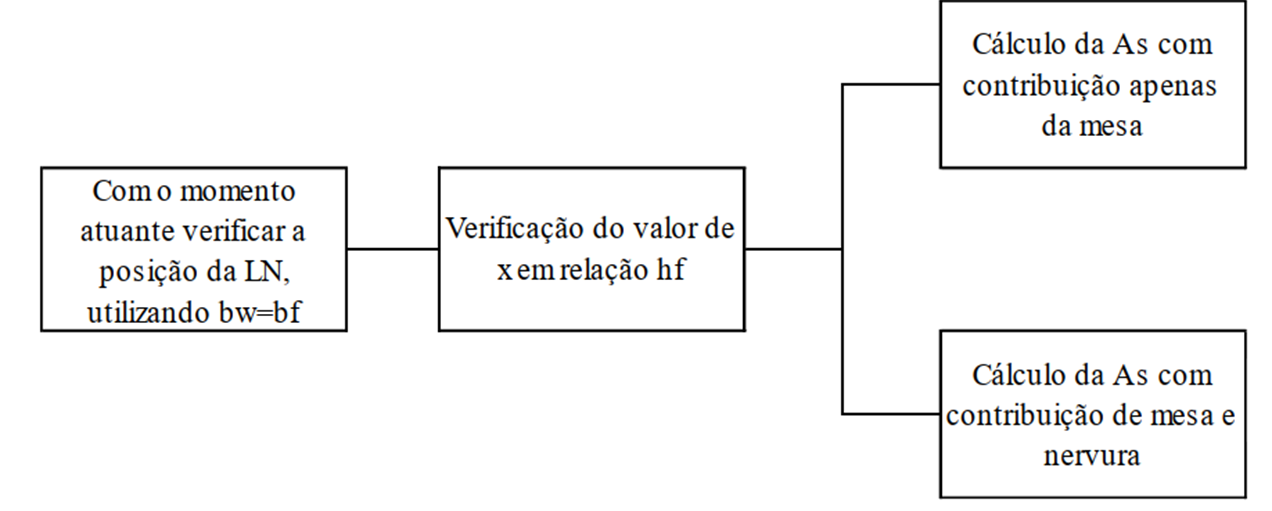 Com o momento
atuante verificar a
posição da LN,
utilizando bw=bf
Verificação do valor de
x em relação hf
Cálculo da As com
contribuição apenas
da mesa
Cálculo da As com
contribuição de mesa e
nervura